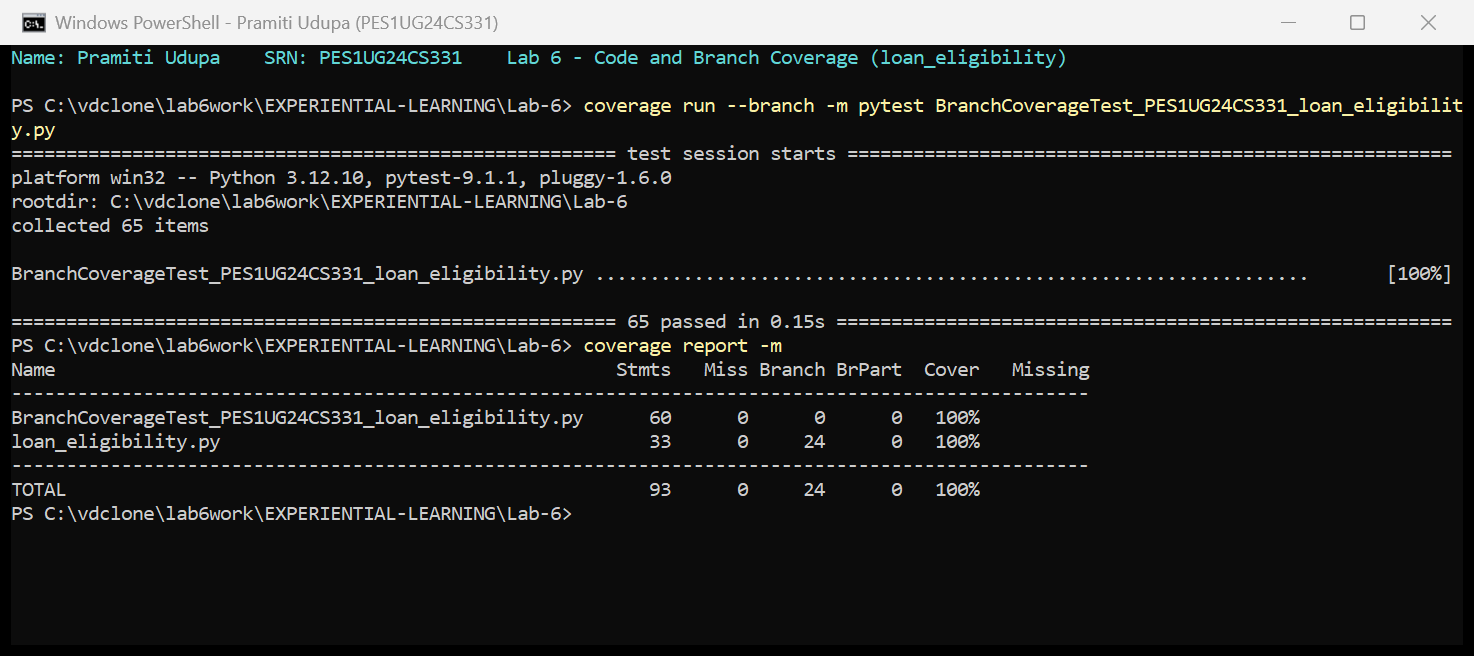 Windows PowerShell - Pramiti Udupa (PES1UG24CS331)
Name: Pramiti Udupa    SRN: PES1UG24CS331    Lab 6 - Code and Branch Coverage (loan_eligibility)
PS C:\vdclone\lab6work\EXPERIENTIAL-LEARNING\Lab-6> coverage run --branch -m pytest BranchCoverageTest_PES1UG24CS331_loan_eligibilit
y.py
======================================================= test session starts =======================================================
platform win32 -- Python 3.12.10, pytest-9.1.1, pluggy-1.6.0
rootdir: C:\vdclone\lab6work\EXPERIENTIAL-LEARNING\Lab-6
collected 65 items
BranchCoverageTest_PES1UG24CS331_loan_eligibility.py .................................................................       [100%]
======================================================= 65 passed in 0.15s ========================================================
PS C:\vdclone\lab6work\EXPERIENTIAL-LEARNING\Lab-6> coverage report -m
Name                                                   Stmts   Miss Branch BrPart  Cover   Missing
--------------------------------------------------------------------------------------------------
BranchCoverageTest_PES1UG24CS331_loan_eligibility.py      60      0      0      0   100%
loan_eligibility.py                                       33      0     24      0   100%
--------------------------------------------------------------------------------------------------
TOTAL                                                     93      0     24      0   100%
PS C:\vdclone\lab6work\EXPERIENTIAL-LEARNING\Lab-6>